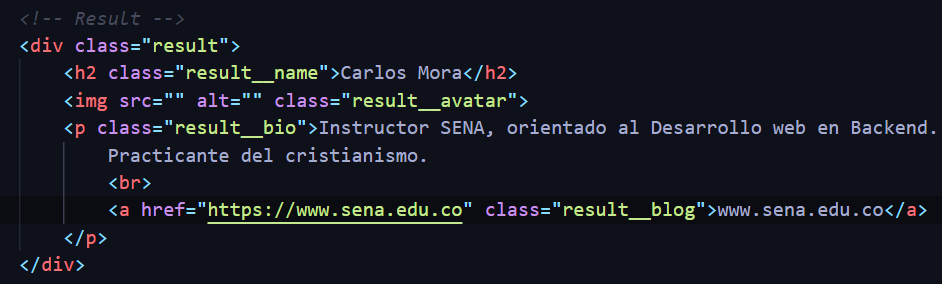 <!-- Result -->
<div class="result">
    <h2 class="result__name">Carlos Mora</h2>
    <img src="" alt="" class="result__avatar">
    <p class="result__bio">Instructor SENA, orientado al Desarrollo web en Backend.
        Practicante del cristianismo.
        <br>
        <a href="https://www.sena.edu.co" class="result__blog">www.sena.edu.co</a>
    </p>
</div>